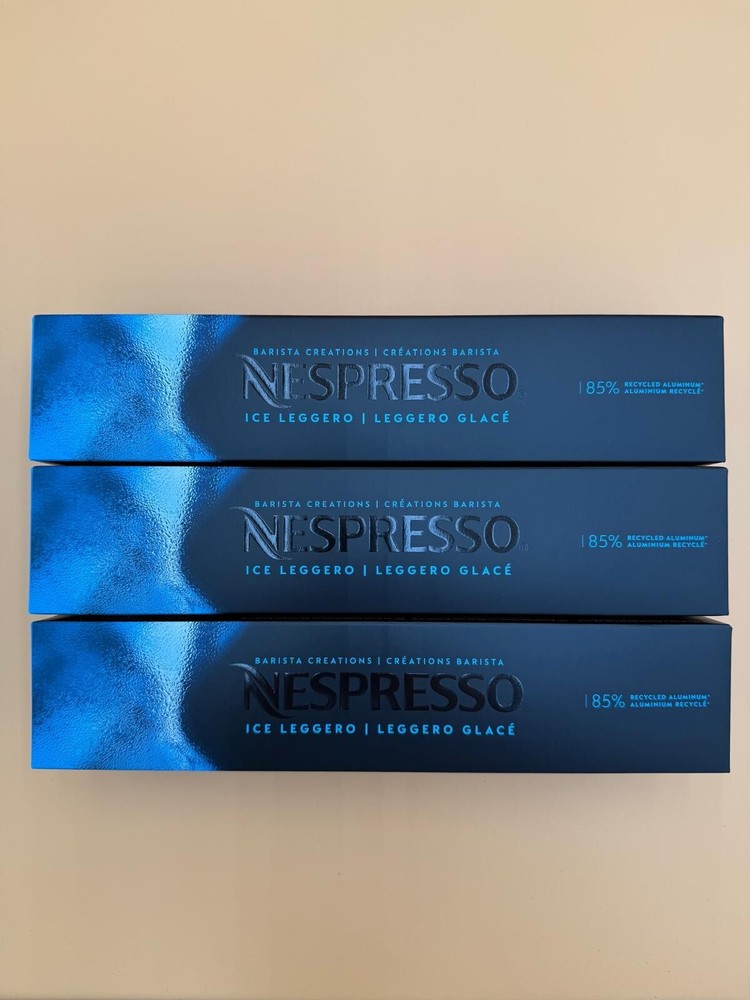 BARISTA CREATIONS | CRÉATIONS BARISTA
NESPRESSO
ICE LEGGERO | LEGGERO GLACÉ
| 85% RECYCLED ALUMINUM*
ALUMINIUM RECYCLÉ*
BARISTA CREATIONS | CRÉATIONS BARISTA
NESPRESSO
ICE LEGGERO | LEGGERO GLACÉ
| 85% RECYCLED ALUMINUM*
ALUMINIUM RECYCLÉ*
BARISTA CREATIONS | CRÉATIONS BARISTA
NESPRESSO
ICE LEGGERO | LEGGERO GLACÉ
| 85% RECYCLED ALUMINUM*
ALUMINIUM RECYCLÉ*